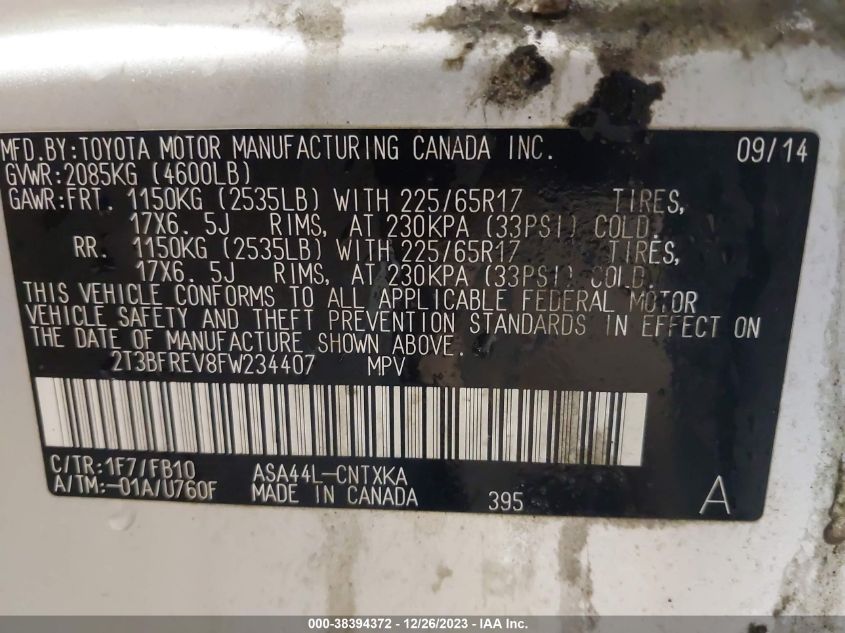 MFD.BY:TOYOTA MOTOR MANUFACTURING CANADA INC. 09/14
GVWR:2085KG (4600LB)
GAWR:FRT. 1150KG (2535LB) WITH 225/65R17 TIRES,
17X6. 5J RIMS, AT 230KPA (33PSI) COLD.
RR. 1150KG (2535LB) WITH 225/65R17 TIRES,
17X6. 5J RIMS, AT 230KPA (33PSI) COLD.
THIS VEHICLE CONFORMS TO ALL APPLICABLE FEDERAL MOTOR
VEHICLE SAFETY AND THEFT PREVENTION STANDARDS IN EFFECT ON
THE DATE OF MANUFACTURE SHOWN ABOVE.
2T3BFREV8FW234407 MPV
C/TR:1F7/FB10 ASA44L-CNTXKA
A/TM:-01A/U760F MADE IN CANADA 395 A
000-38394372 - 12/26/2023 - IAA Inc.